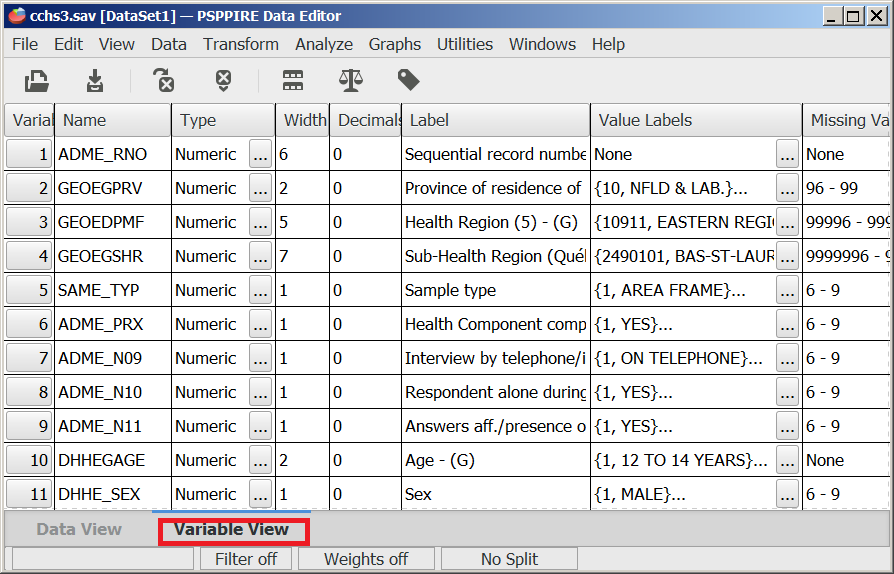 cchs3.sav [DataSet1] — PSPPIRE Data Editor
File Edit View Data Transform Analyze Graphs Utilities Windows Help
Variab Name Type Width Decimals Label Value Labels Missing Va
1 ADME_RNO Numeric ... 6 0 Sequential record numbe None ... None
2 GEOEGPRV Numeric ... 2 0 Province of residence of {10, NFLD & LAB.}... ... 96 - 99
3 GEOEDPMF Numeric ... 5 0 Health Region (5) - (G) {10911, EASTERN REGI ... 99996 - 999
4 GEOEGSHR Numeric ... 7 0 Sub-Health Region (Qué {2490101, BAS-ST-LAUR ... 9999996 - 9
5 SAME_TYP Numeric ... 1 0 Sample type {1, AREA FRAME}... ... 6 - 9
6 ADME_PRX Numeric ... 1 0 Health Component comp {1, YES}... ... 6 - 9
7 ADME_N09 Numeric ... 1 0 Interview by telephone/i {1, ON TELEPHONE}... ... 6 - 9
8 ADME_N10 Numeric ... 1 0 Respondent alone during {1, YES}... ... 6 - 9
9 ADME_N11 Numeric ... 1 0 Answers aff./presence o {1, YES}... ... 6 - 9
10 DHHEGAGE Numeric ... 2 0 Age - (G) {1, 12 TO 14 YEARS}... ... None
11 DHHE_SEX Numeric ... 1 0 Sex {1, MALE}... ... 6 - 9
Data View Variable View
Filter off Weights off No Split